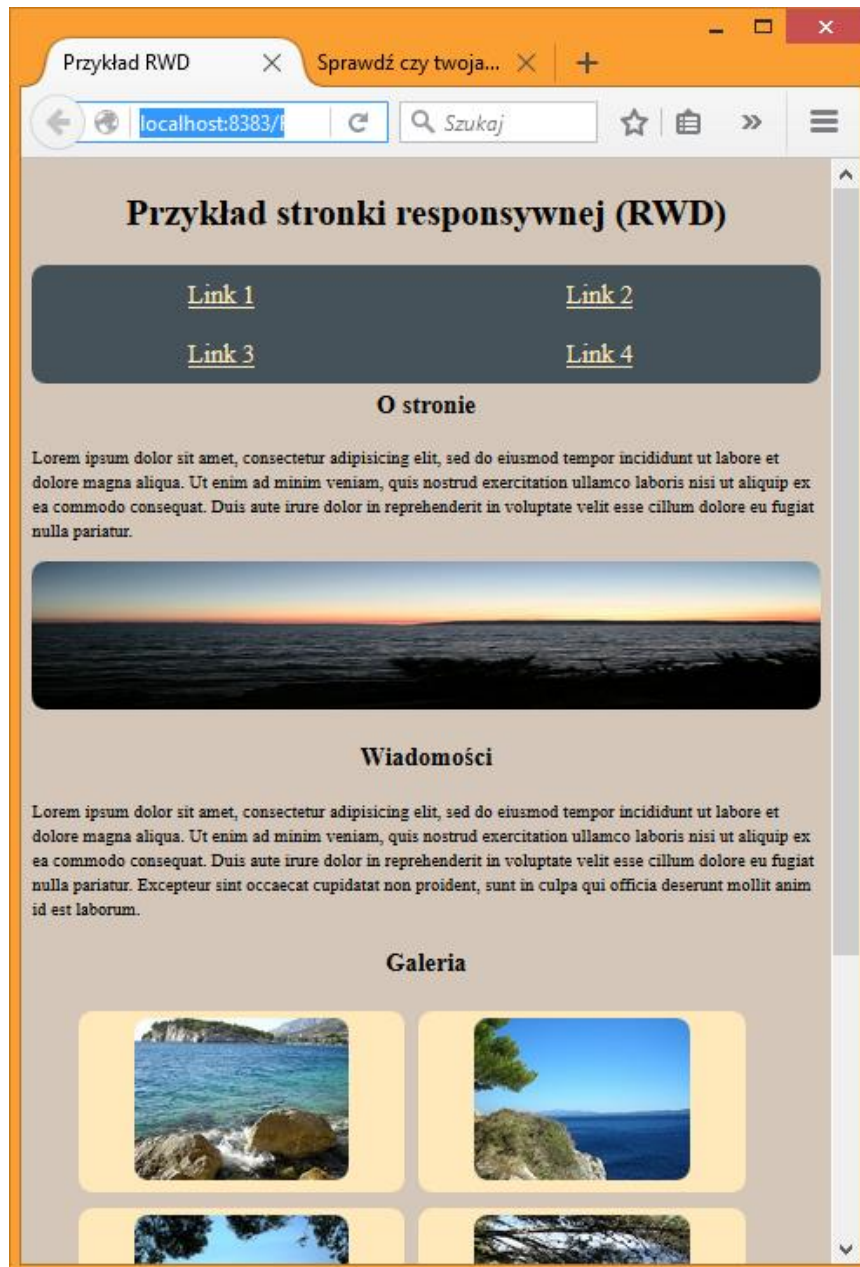 Przykład RWD
Sprawdź czy twoja...
localhost:8383/
Szukaj
Przykład stronki responsywnej (RWD)
Link 1 Link 2
Link 3 Link 4
O stronie
Lorem ipsum dolor sit amet, consectetur adipisicing elit, sed do eiusmod tempor incididunt ut labore et
dolore magna aliqua. Ut enim ad minim veniam, quis nostrud exercitation ullamco laboris nisi ut aliquip ex
ea commodo consequat. Duis aute irure dolor in reprehenderit in voluptate velit esse cillum dolore eu fugiat
nulla pariatur.
Wiadomości
Lorem ipsum dolor sit amet, consectetur adipisicing elit, sed do eiusmod tempor incididunt ut labore et
dolore magna aliqua. Ut enim ad minim veniam, quis nostrud exercitation ullamco laboris nisi ut aliquip ex
ea commodo consequat. Duis aute irure dolor in reprehenderit in voluptate velit esse cillum dolore eu fugiat
nulla pariatur. Excepteur sint occaecat cupidatat non proident, sunt in culpa qui officia deserunt mollit anim
id est laborum.
Galeria